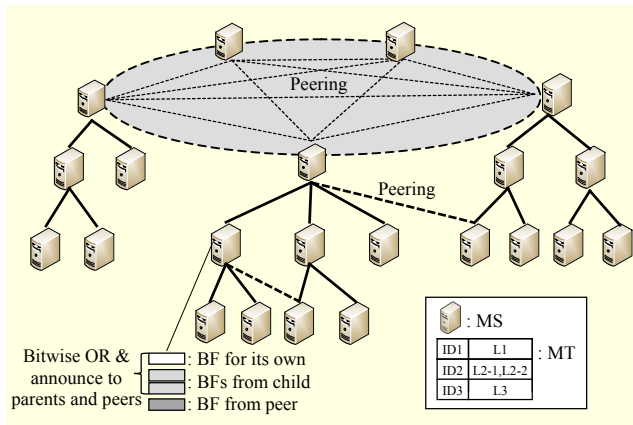 Peering
Peering
Bitwise OR &
announce to
parents and peers
: BF for its own
: BFs from child
: BF from peer
: MS
ID1 L1
ID2 L2-1,L2-2
ID3 L3
: MT